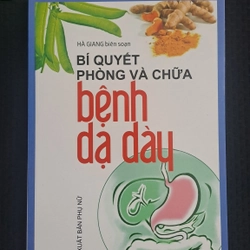 HÀ GIANG biên soạn
BÍ QUYẾT
PHÒNG VÀ CHỮA
bệnh
dạ dày
XUẤT BẢN PHỤ NỮ